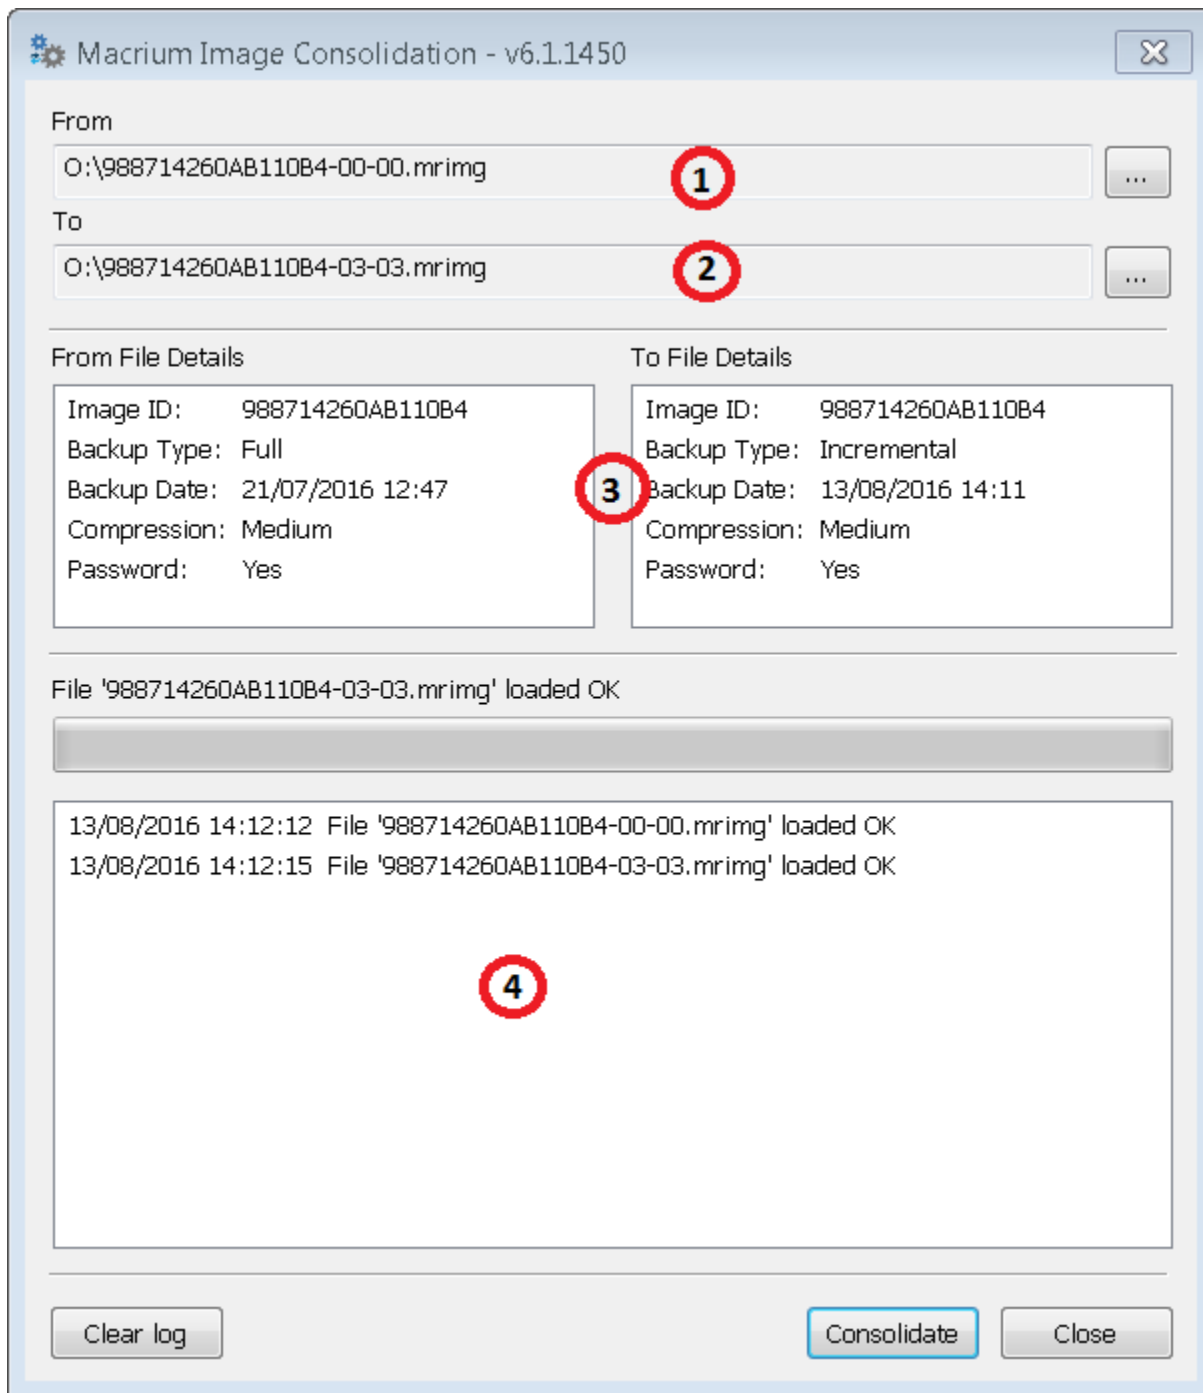 Macrium Image Consolidation - v6.1.1450
From
O:\988714260AB110B4-00-00.mrimg
1
...
To
O:\988714260AB110B4-03-03.mrimg
2
...
From File Details
Image ID: 988714260AB110B4
Backup Type: Full
Backup Date: 21/07/2016 12:47
Compression: Medium
Password: Yes
3
To File Details
Image ID: 988714260AB110B4
Backup Type: Incremental
Backup Date: 13/08/2016 14:11
Compression: Medium
Password: Yes
File '988714260AB110B4-03-03.mrimg' loaded OK
13/08/2016 14:12:12 File '988714260AB110B4-00-00.mrimg' loaded OK
13/08/2016 14:12:15 File '988714260AB110B4-03-03.mrimg' loaded OK
4
Clear log
Consolidate
Close